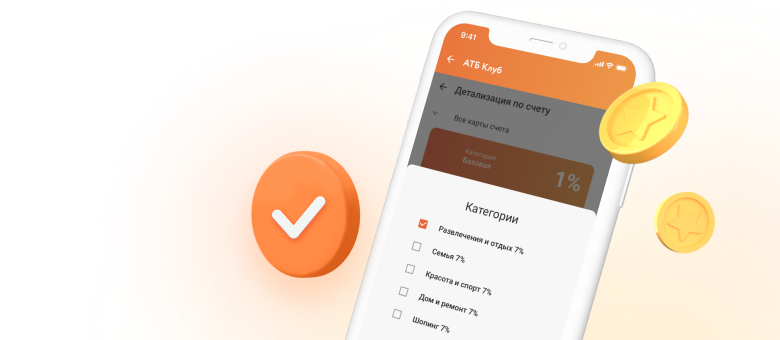 9:41
АТБ Клуб
Детализация по счету
Все карты счета
Категория
Базовая
1%
Категории
Развлечения и отдых 7%
Семья 7%
Красота и спорт 7%
Дом и ремонт 7%
Шопинг 7%